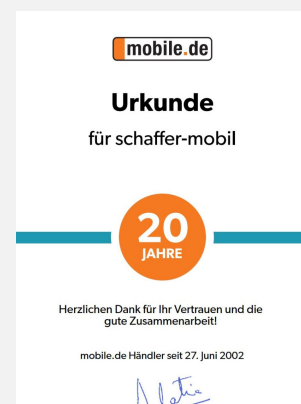 mobile.de
Urkunde
für schaffer-mobil
20
JAHRE
Herzlichen Dank für Ihr Vertrauen und die
gute Zusammenarbeit!
mobile.de Händler seit 27. Juni 2002